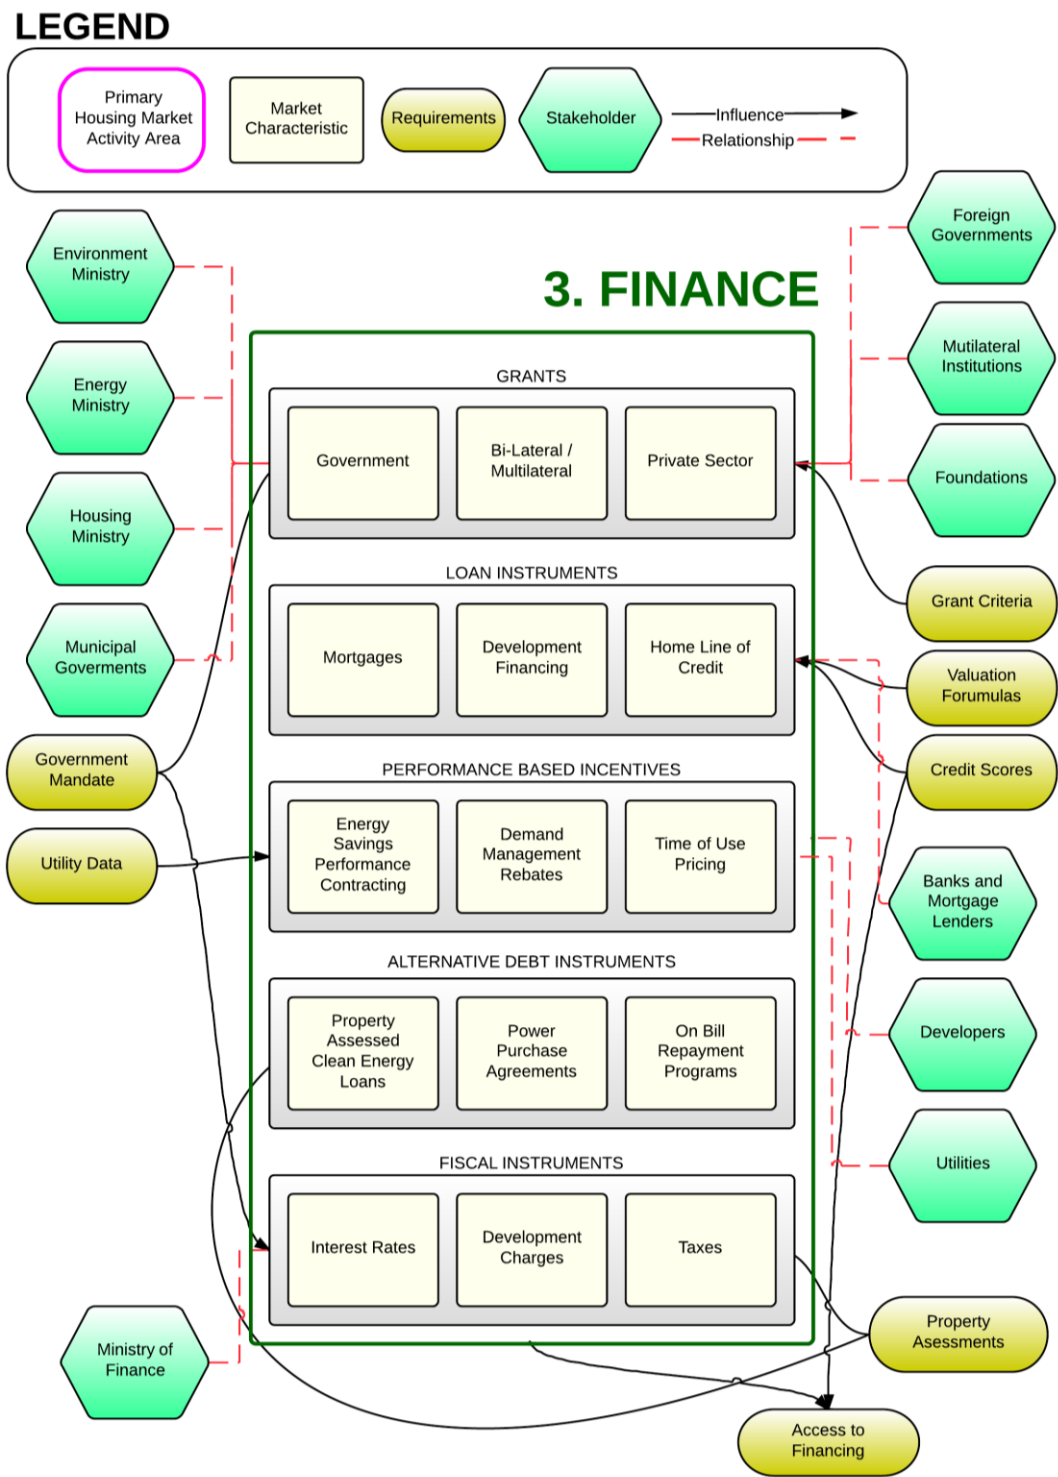 LEGEND
Primary
Housing Market
Activity Area
Market
Characteristic
Requirements
Stakeholder
Influence
Relationship
Environment
Ministry
Energy
Ministry
Housing
Ministry
Municipal
Goverments
Government
Mandate
Utility Data
Ministry of
Finance
3. FINANCE
GRANTS
Government
Bi-Lateral /
Multilateral
Private Sector
LOAN INSTRUMENTS
Mortgages
Development
Financing
Home Line of
Credit
PERFORMANCE BASED INCENTIVES
Energy
Savings
Performance
Contracting
Demand
Management
Rebates
Time of Use
Pricing
ALTERNATIVE DEBT INSTRUMENTS
Property
Assessed
Clean Energy
Loans
Power
Purchase
Agreements
On Bill
Repayment
Programs
FISCAL INSTRUMENTS
Interest Rates
Development
Charges
Taxes
Foreign
Governments
Mutilateral
Institutions
Foundations
Grant Criteria
Valuation
Forumulas
Credit Scores
Banks and
Mortgage
Lenders
Developers
Utilities
Property
Asessments
Access to
Financing